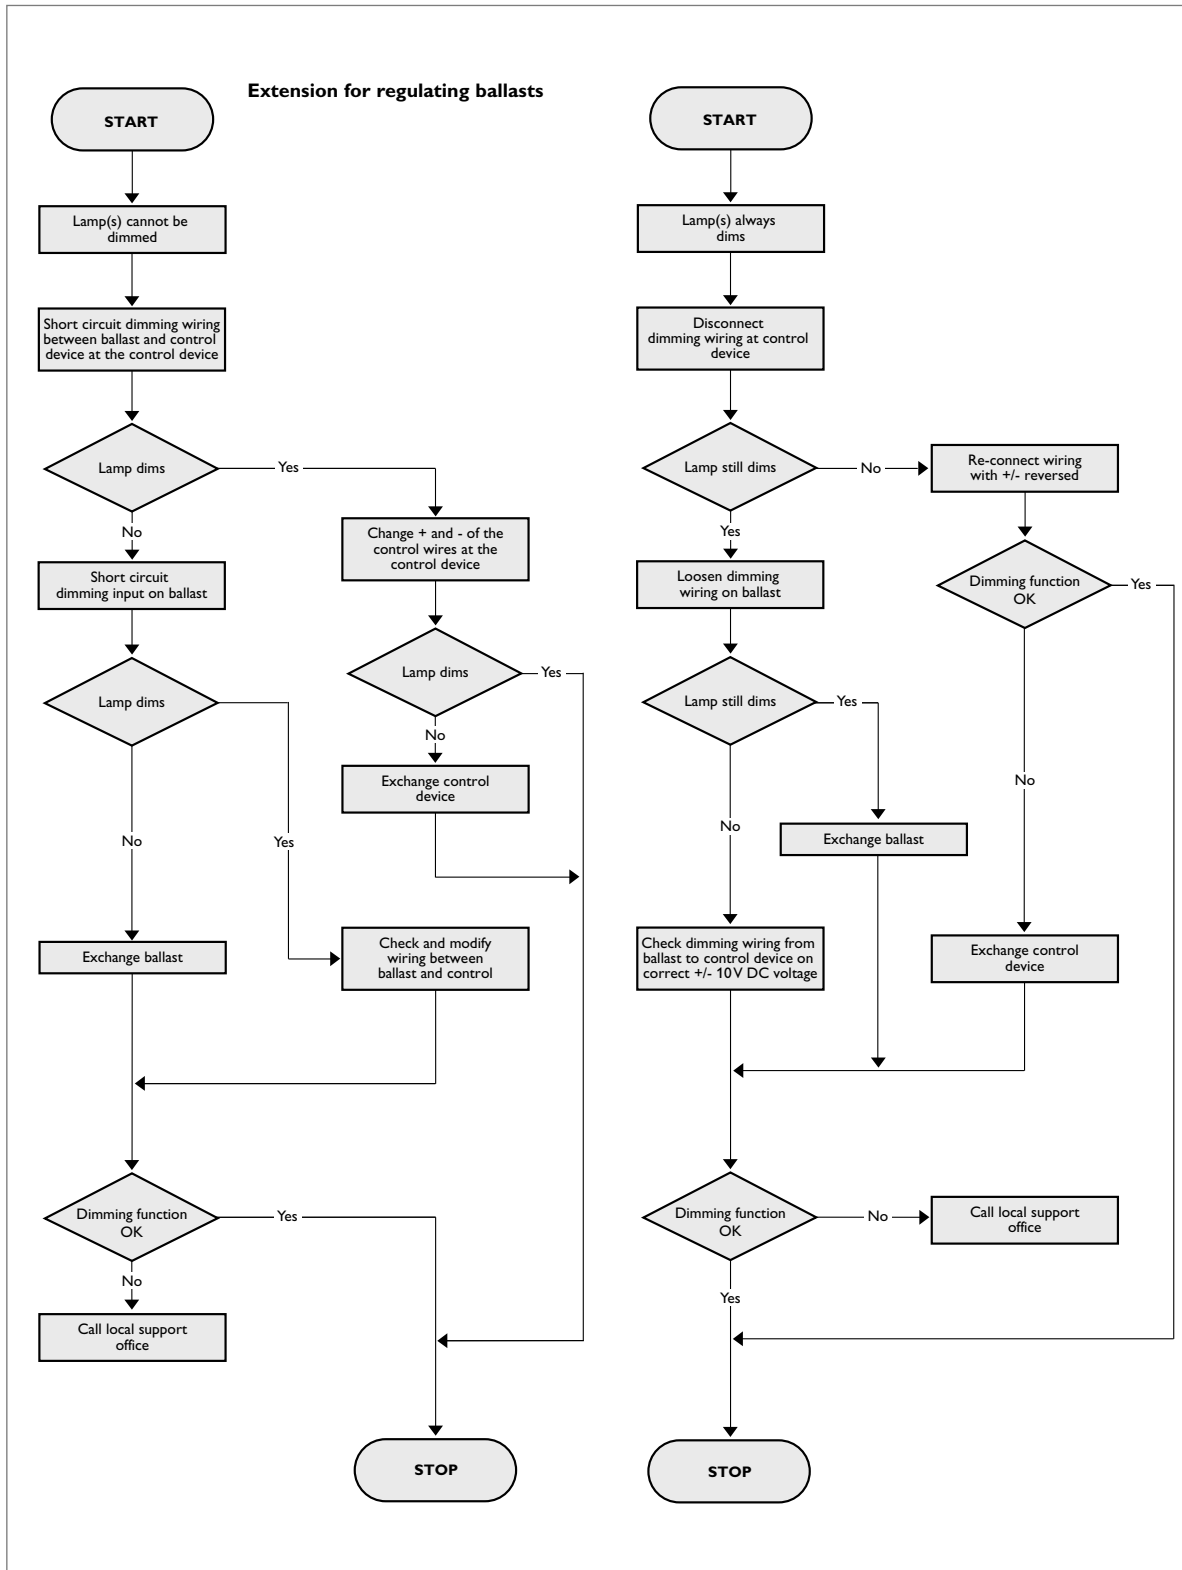 Extension for regulating ballasts
START
Lamp(s) cannot be
dimmed
Short circuit dimming wiring
between ballast and control
device at the control device
Lamp dims
Yes
No
Change + and - of the
control wires at the
control device
Short circuit
dimming input on ballast
Lamp dims
Yes
Lamp dims
No
Exchange control
device
No
Yes
Exchange ballast
Check and modify
wiring between
ballast and control
Dimming function
OK
Yes
No
Call local support
office
STOP
START
Lamp(s) always
dims
Disconnect
dimming wiring at control
device
Lamp still dims
No
Re-connect wiring
with +/- reversed
Yes
Loosen dimming
wiring on ballast
Dimming function
OK
Yes
Lamp still dims
Yes
No
No
Exchange ballast
Check dimming wiring from
ballast to control device on
correct +/- 10V DC voltage
Exchange control
device
Dimming function
OK
No
Call local support
office
Yes
STOP